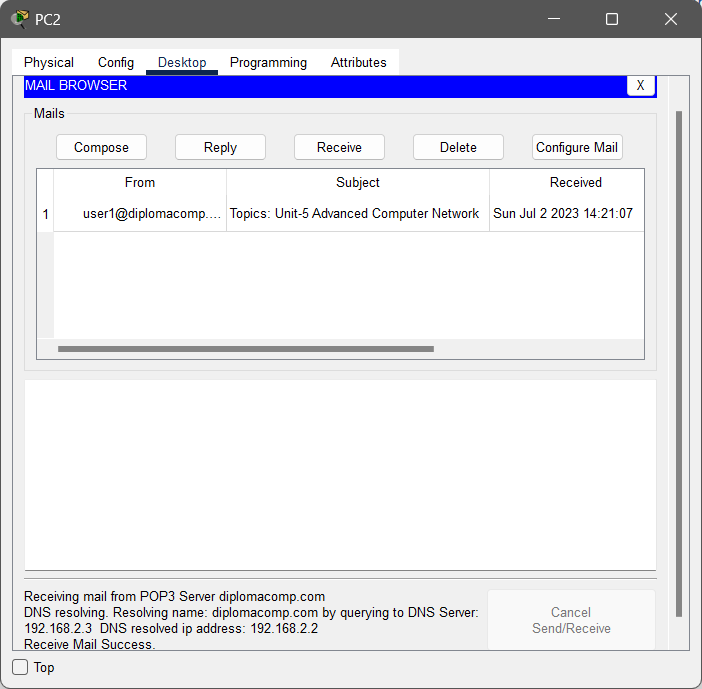 PC2
Physical Config Desktop Programming Attributes
MAIL BROWSER X
Mails
Compose Reply Receive Delete Configure Mail
From Subject Received
1 user1@diplomacomp.... Topics: Unit-5 Advanced Computer Network Sun Jul 2 2023 14:21:07
Receiving mail from POP3 Server diplomacomp.com
DNS resolving. Resolving name: diplomacomp.com by querying to DNS Server:
192.168.2.3 DNS resolved ip address: 192.168.2.2
Receive Mail Success.
Cancel
Send/Receive
Top